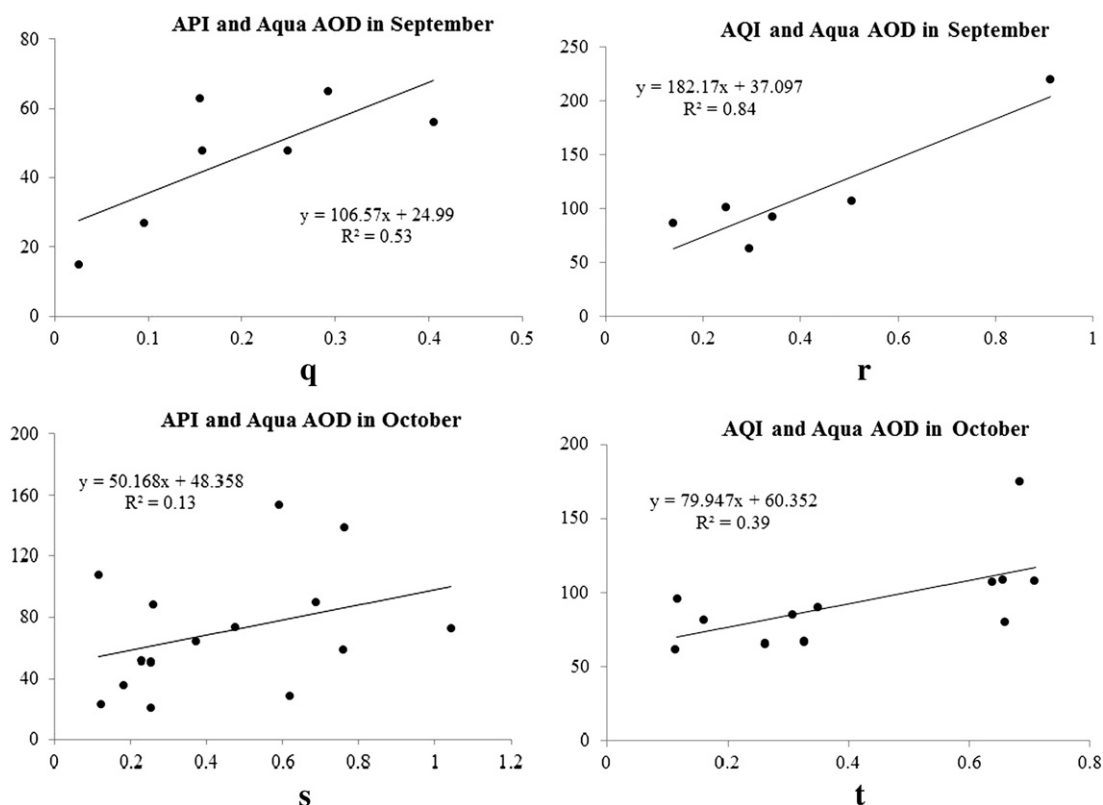 API and Aqua AOD in September
80
60
40
20
0
y = 106.57x + 24.99
R² = 0.53
0 0.1 0.2 0.3 0.4 0.5
q
AQI and Aqua AOD in September
250
200
150
100
50
0
y = 182.17x + 37.097
R² = 0.84
0 0.2 0.4 0.6 0.8 1
r
API and Aqua AOD in October
200
160
120
80
40
0
y = 50.168x + 48.358
R² = 0.13
0 0.2 0.4 0.6 0.8 1 1.2
s
AQI and Aqua AOD in October
200
150
100
50
0
y = 79.947x + 60.352
R² = 0.39
0 0.2 0.4 0.6 0.8
t